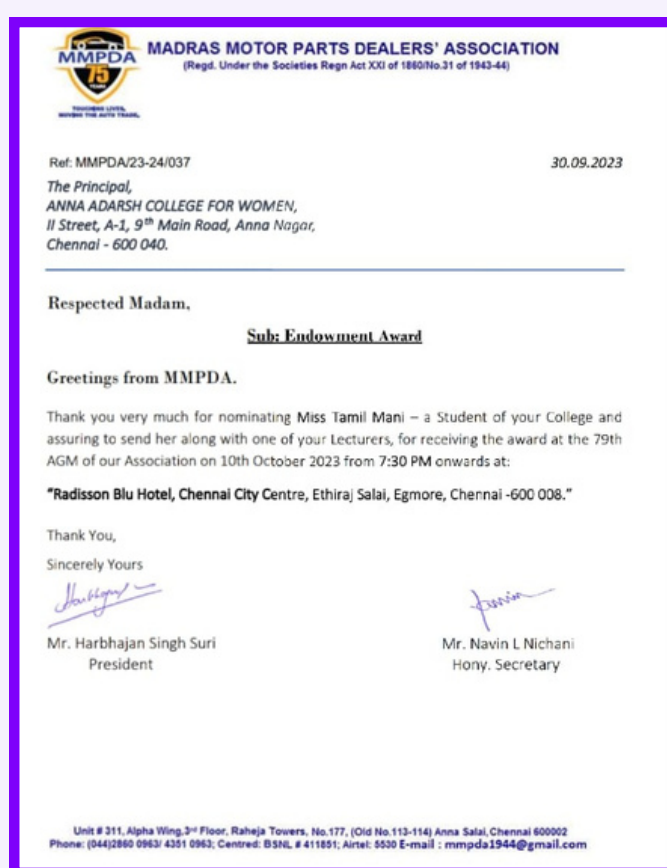 MMPDA
75
YEARS
TOUCHING LIVES,
MOVING THE AUTO TRADE.
MADRAS MOTOR PARTS DEALERS' ASSOCIATION
(Regd. Under the Societies Regn Act XXI of 1860/No.31 of 1943-44)
Ref: MMPDA/23-24/037
30.09.2023
The Principal,
ANNA ADARSH COLLEGE FOR WOMEN,
II Street, A-1, 9th Main Road, Anna Nagar,
Chennai - 600 040.
Respected Madam,
Sub: Endowment Award
Greetings from MMPDA.
Thank you very much for nominating Miss Tamil Mani – a Student of your College and
assuring to send her along with one of your Lecturers, for receiving the award at the 79th
AGM of our Association on 10th October 2023 from 7:30 PM onwards at:
"Radisson Blu Hotel, Chennai City Centre, Ethiraj Salai, Egmore, Chennai -600 008."
Thank You,
Sincerely Yours
Mr. Harbhajan Singh Suri
President
Mr. Navin L Nichani
Hony. Secretary
Unit # 311, Alpha Wing,3rd Floor, Raheja Towers, No.177, (Old No.113-114) Anna Salai, Chennai 600002
Phone: (044)2860 0963/ 4351 0963; Centred: BSNL # 411851; Airtel: 5530 E-mail : mmpda1944@gmail.com